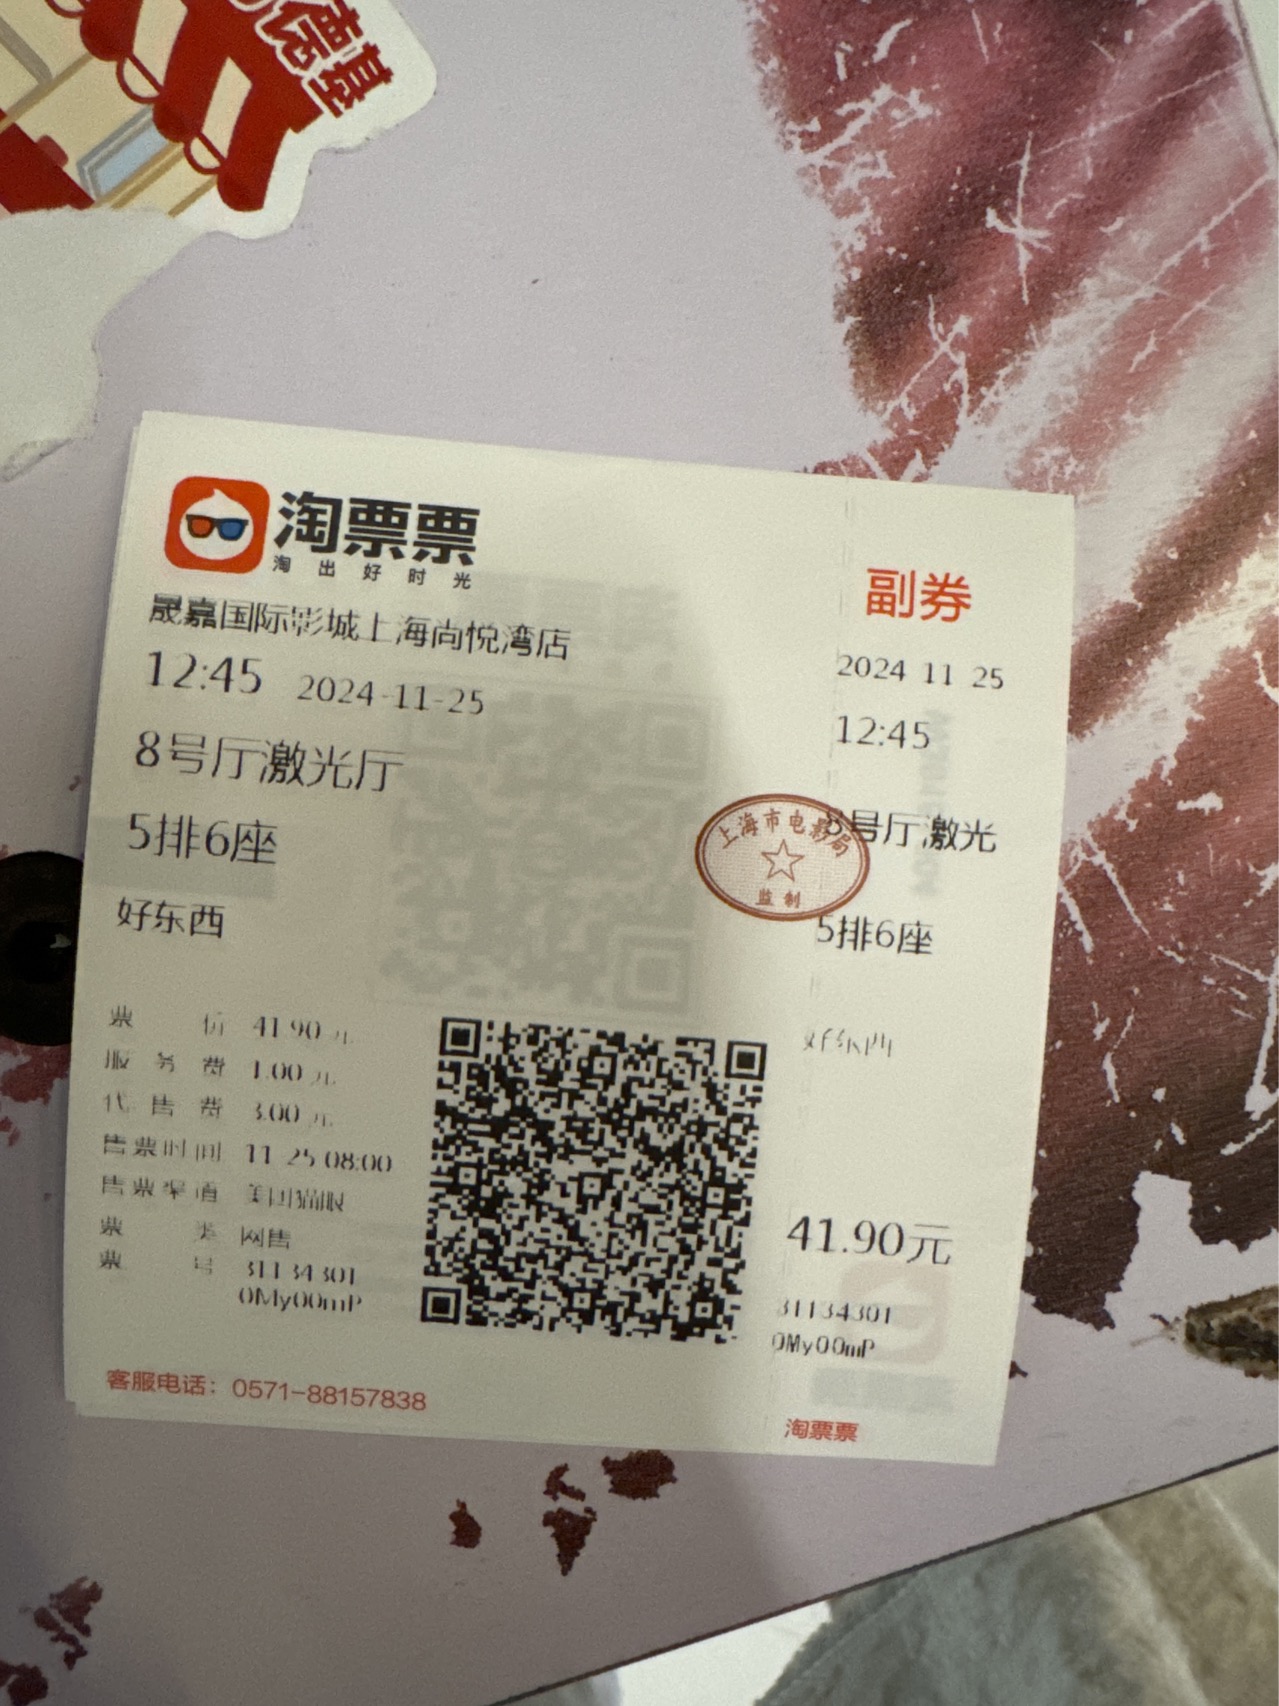 德基
淘票票
淘出好时光
晟嘉国际影城上海尚悦湾店
12:45 2024-11-25
8号厅激光厅
5排6座
好东西
票价 41.90 元
服务费 1.00 元
代售费 3.00 元
售票时间 11-25 08:00
售票渠道 美团猫眼
票类 网售
票号 31134301
0My00mP
客服电话：0571-88157838
副券
2024 11 25
12:45
8号厅激光
上海市电影局
监制
5排6座
好东西
41.90元
31134301
0My00mP
淘票票